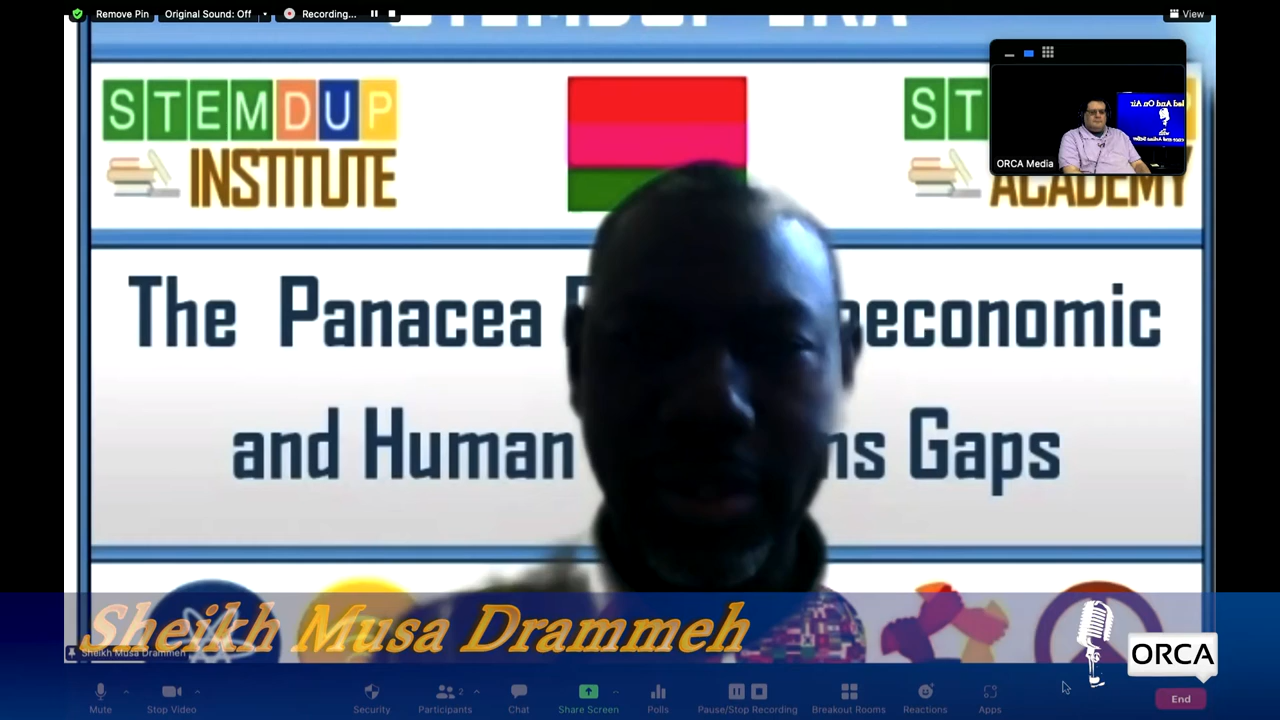 Remove Pin Original Sound: Off Recording... View
STEMDUP
INSTITUTE
ST
ACADEMY
ORCA Media
The Panacea
economic
and Human
ns Gaps
Sheikh Musa Drammeh
Sheikh Musa Drammeh
ORCA
Mute Stop Video Security Participants 2 Chat Share Screen Polls Pause/Stop Recording Breakout Rooms Reactions Apps End